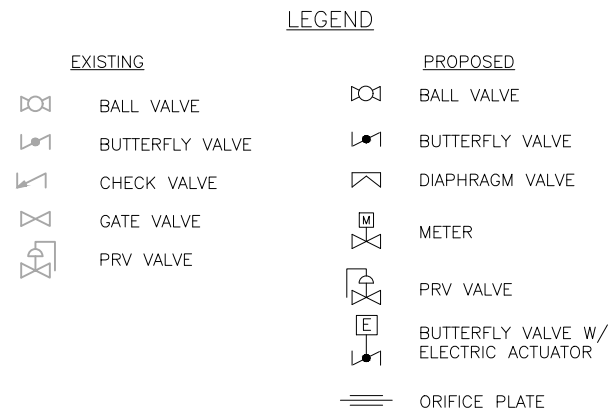 LEGEND
EXISTING
BALL VALVE
BUTTERFLY VALVE
CHECK VALVE
GATE VALVE
PRV VALVE
PROPOSED
BALL VALVE
BUTTERFLY VALVE
DIAPHRAGM VALVE
M
METER
PRV VALVE
E
BUTTERFLY VALVE W/
ELECTRIC ACTUATOR
ORIFICE PLATE